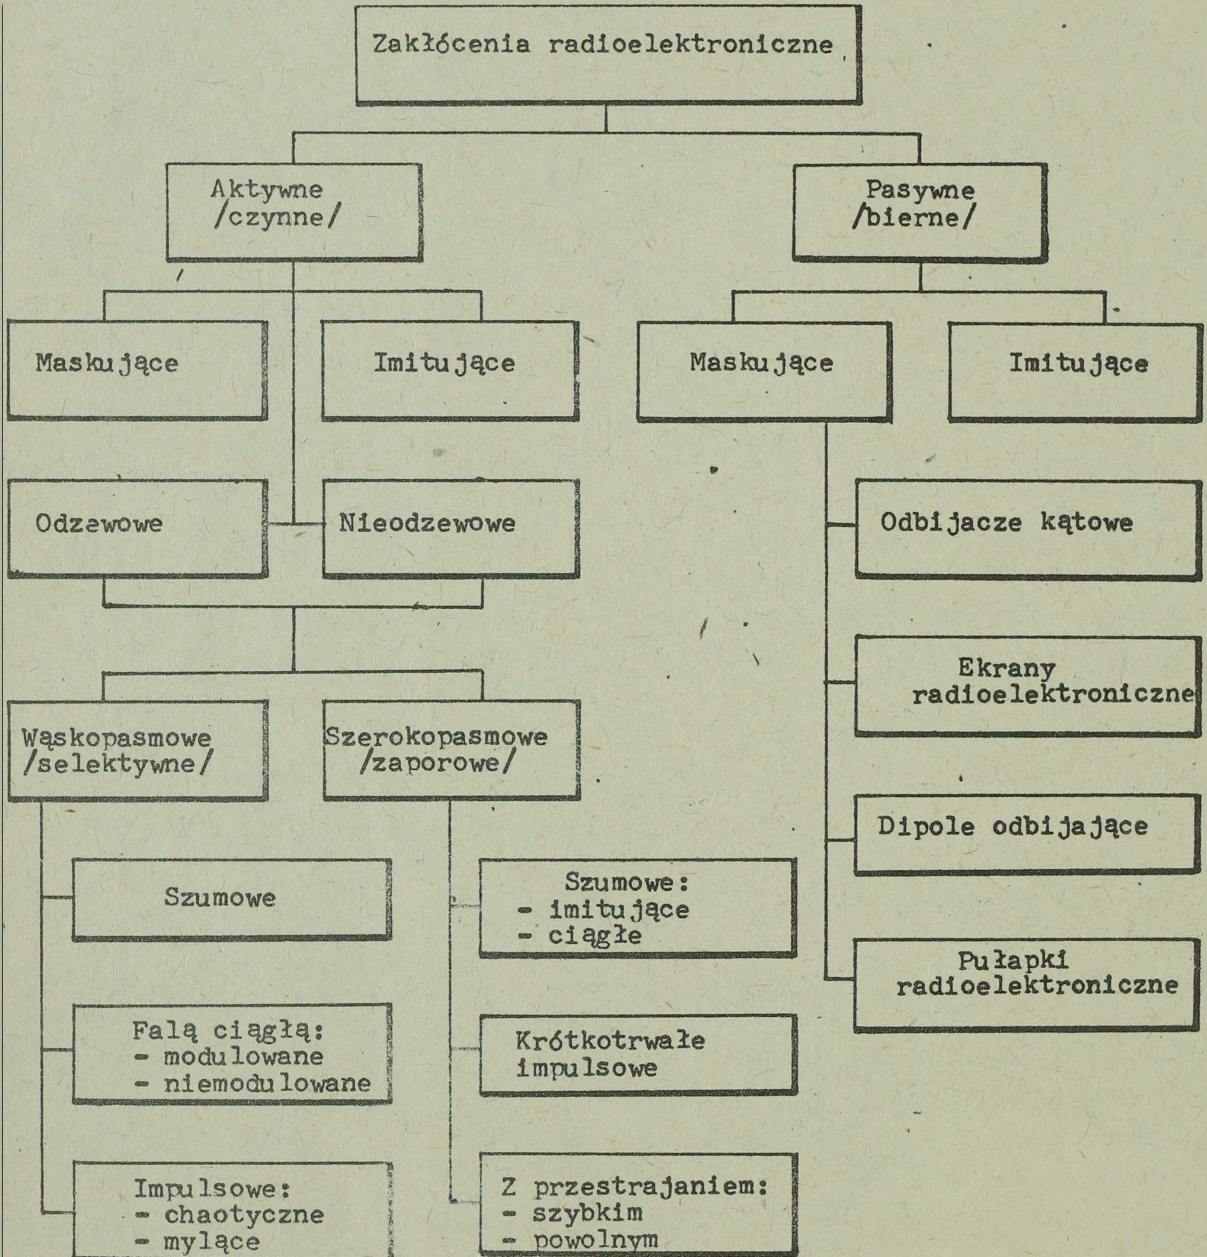 Zakłócenia radioelektroniczne
Aktywne
/czynne/
Pasywne
/bierne/
Maskujące
Imitujące
Maskujące
Imitujące
Odzewowe
Nieodzewowe
Odbijacze kątowe
Ekrany
radioelektroniczne
Wąskopasmowe
/selektywne/
Szerokopasmowe
/zaporowe/
Dipole odbijające
Szumowe
Szumowe:
- imitujące
- ciągłe
Pułapki
radioelektroniczne
Falą ciągłą:
- modulowane
- niemodulowane
Krótkotrwałe
impulsowe
Impulsowe:
- chaotyczne
- mylące
Z przestrajaniem:
- szybkim
- powolnym